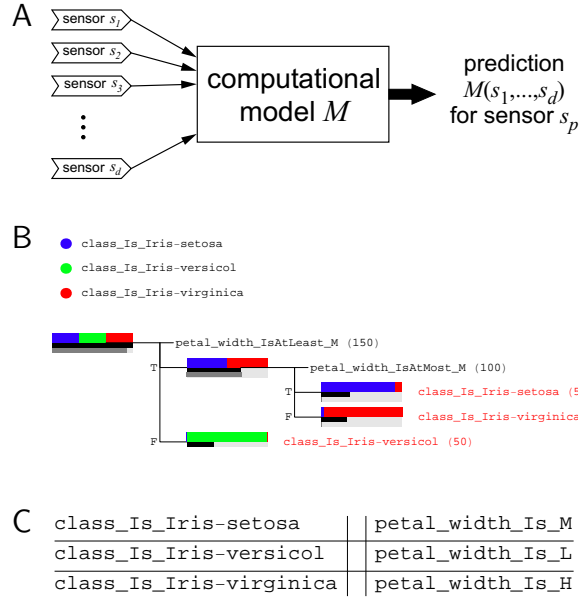 A
sensor s1
sensor s2
sensor s3
sensor sd
computational
model M
prediction
M(s1,...,sd)
for sensor sp
B
class_Is_Iris-setosa
class_Is_Iris-versicol
class_Is_Iris-virginica
petal_width_IsAtLeast_M (150)
T
petal_width_IsAtMost_M (100)
T
class_Is_Iris-setosa (5
F
class_Is_Iris-virginica
F
class_Is_Iris-versicol (50)
C
class_Is_Iris-setosa petal_width_Is_M
class_Is_Iris-versicol petal_width_Is_L
class_Is_Iris-virginica petal_width_Is_H